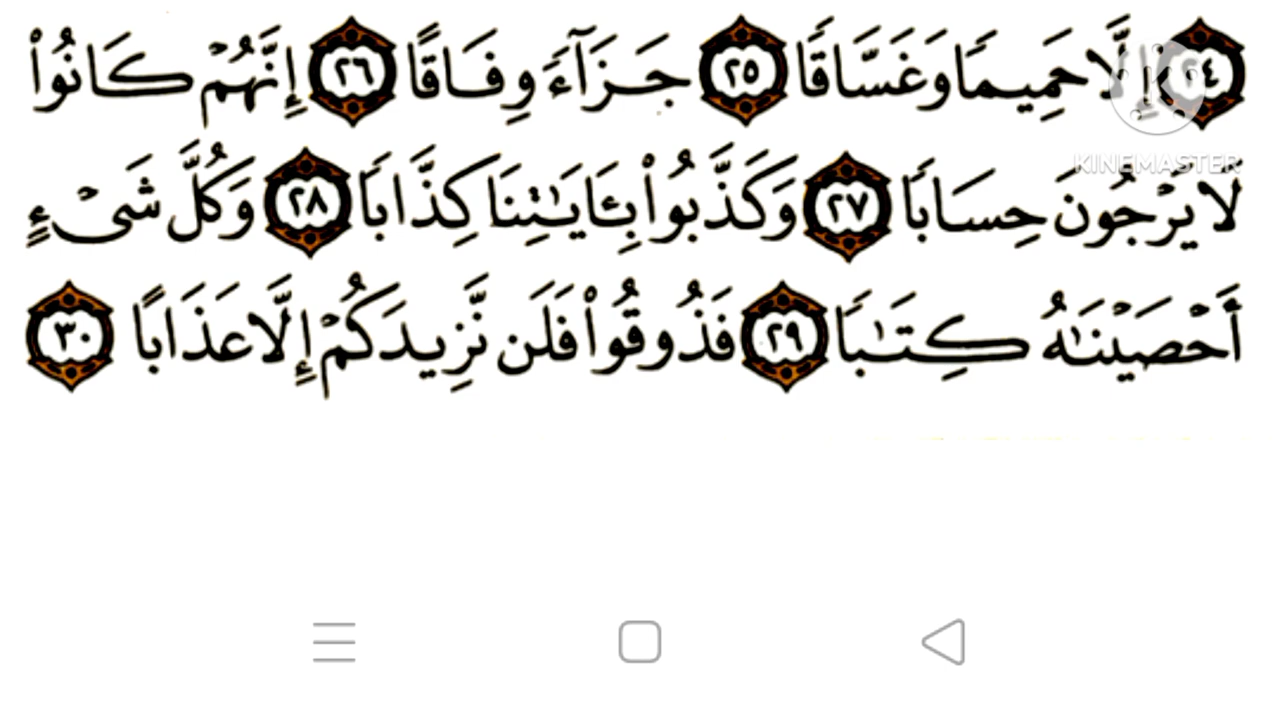 ٢٤ إِلَّا حَمِيمًا وَغَسَّاقًا ٢٥ جَزَآءً وِفَاقًا ٢٦ إِنَّهُمْ كَانُوا۟
KINEMASTER
لَا يَرْجُونَ حِسَابًا ٢٧ وَكَذَّبُوا۟ بِـَٔايَـٰتِنَا كِذَّابًا ٢٨ وَكُلَّ شَىْءٍ
أَحْصَيْنَـٰهُ كِتَـٰبًا ٢٩ فَذُوقُوا۟ فَلَن نَّزِيدَكُمْ إِلَّا عَذَابًا ٣٠